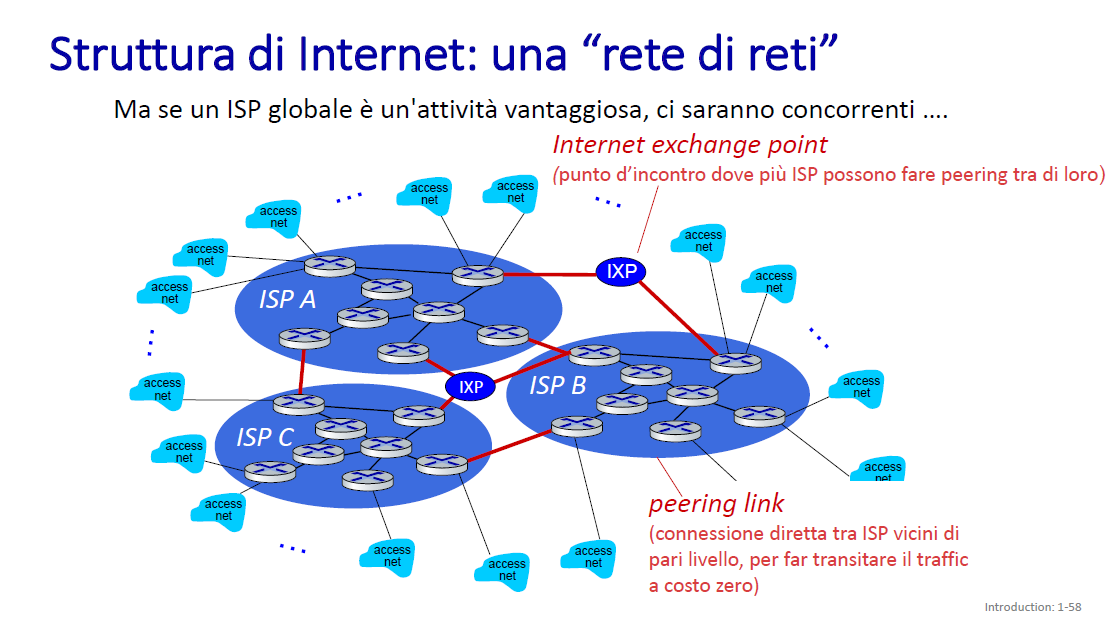 Struttura di Internet: una “rete di reti”
Ma se un ISP globale è un'attività vantaggiosa, ci saranno concorrenti ....
Internet exchange point
(punto d’incontro dove più ISP possono fare peering tra di loro)
access
net
access
net
access
net
access
net
access
net
access
net
access
net
IXP
ISP A
IXP
ISP B
access
net
access
net
ISP C
access
net
access
net
access
net
peering link
(connessione diretta tra ISP vicini di
pari livello, per far transitare il traffic
a costo zero)
access
net
access
net
access
net
access
net
Introduction: 1-58